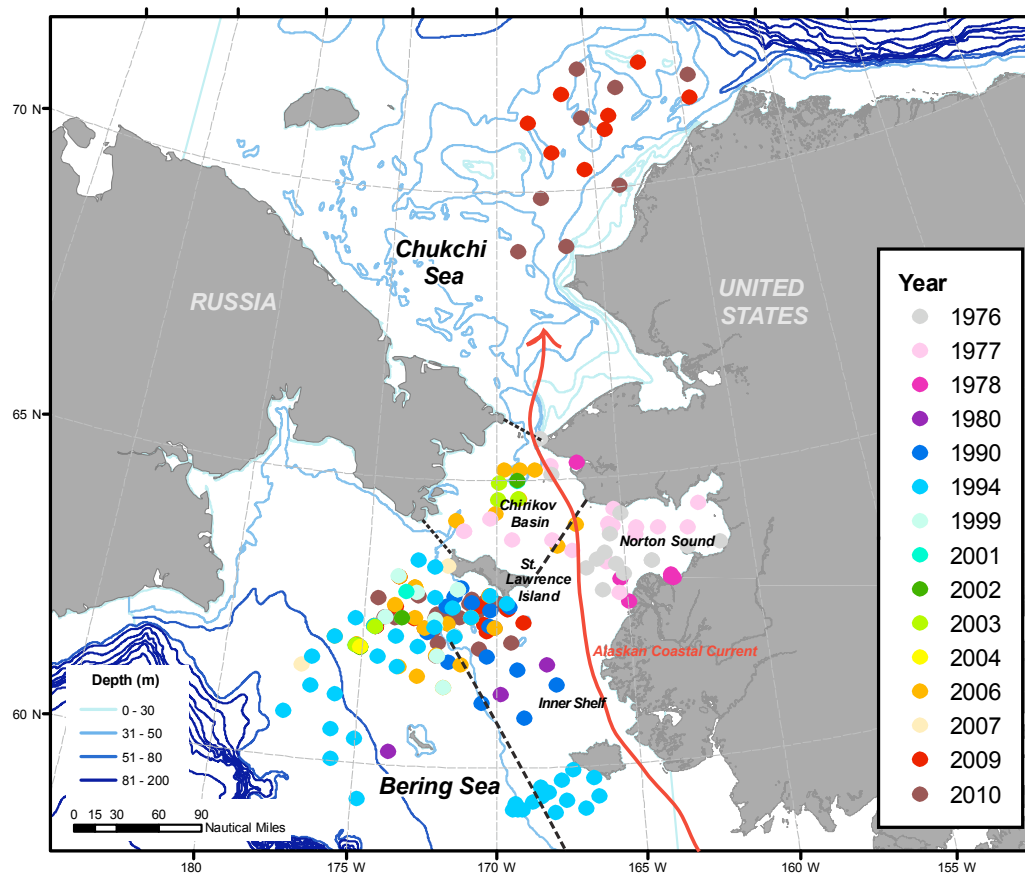 70 N
65 N
60 N
Chukchi
Sea
RUSSIA
UNITED
STATES
Chirikov
Basin
Norton Sound
St.
Lawrence
Island
Alaskan Coastal Current
Inner Shelf
Bering Sea
Year
1976
1977
1978
1980
1990
1994
1999
2001
2002
2003
2004
2006
2007
2009
2010
Depth (m)
0 - 30
31 - 50
51 - 80
81 - 200
0 15 30 60 90
Nautical Miles
180 175 W 170 W 165 W 160 W 155 W